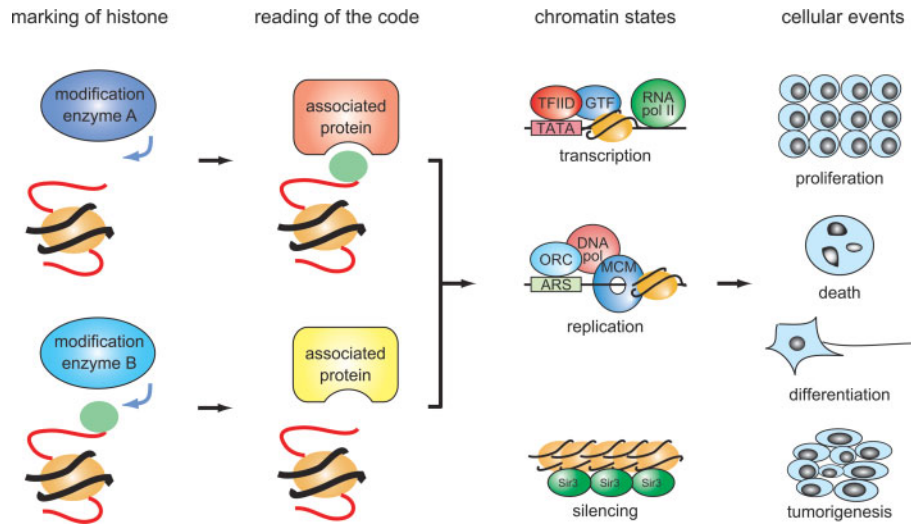 marking of histone
reading of the code
chromatin states
cellular events
modification
enzyme A
associated
protein
TFIID
GTF
RNA
pol II
TATA
transcription
proliferation
DNA
pol
ORC
MCM
ARS
replication
death
modification
enzyme B
associated
protein
differentiation
Sir3
Sir3
Sir3
silencing
tumorigenesis